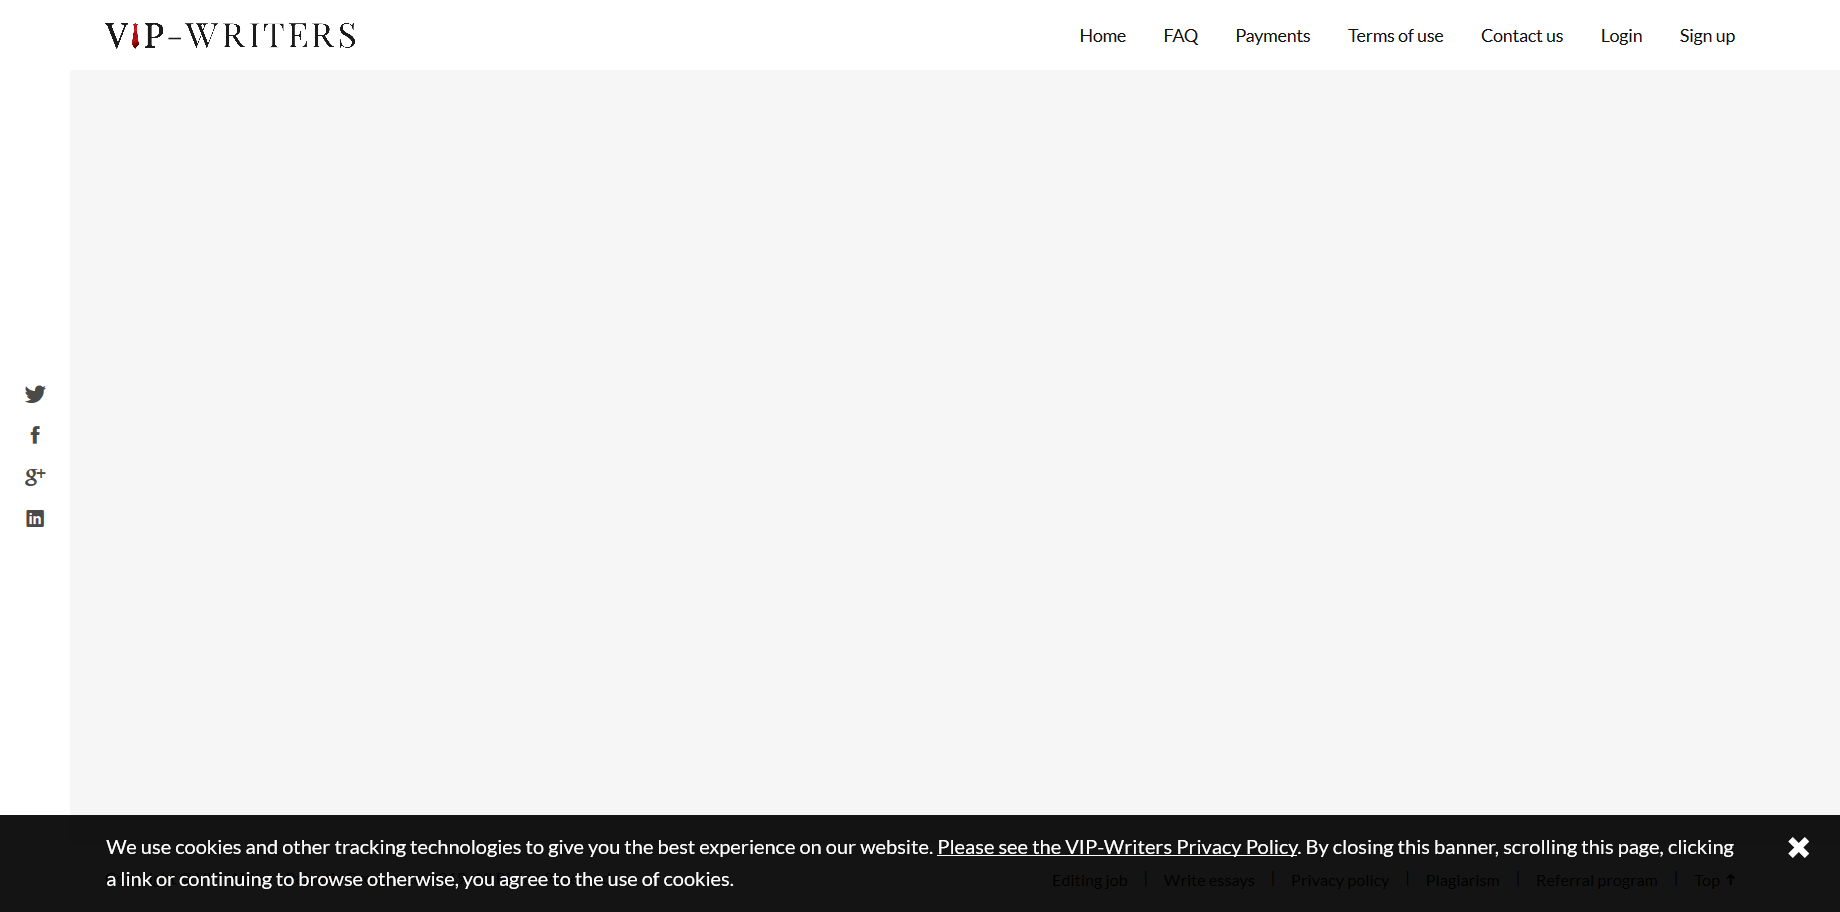 VIP-WRITERS
Home FAQ Payments Terms of use Contact us Login Sign up
g+
in
We use cookies and other tracking technologies to give you the best experience on our website. Please see the VIP-Writers Privacy Policy. By closing this banner, scrolling this page, clicking
a link or continuing to browse otherwise, you agree to the use of cookies.
Editing job | Write essays | Privacy policy | Plagiarism | Referral program | Top